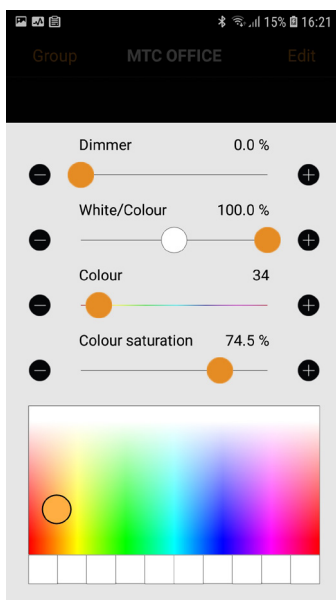 15% 16:21
Group MTC OFFICE Edit
Dimmer 0.0 %
White/Colour 100.0 %
Colour 34
Colour saturation 74.5 %